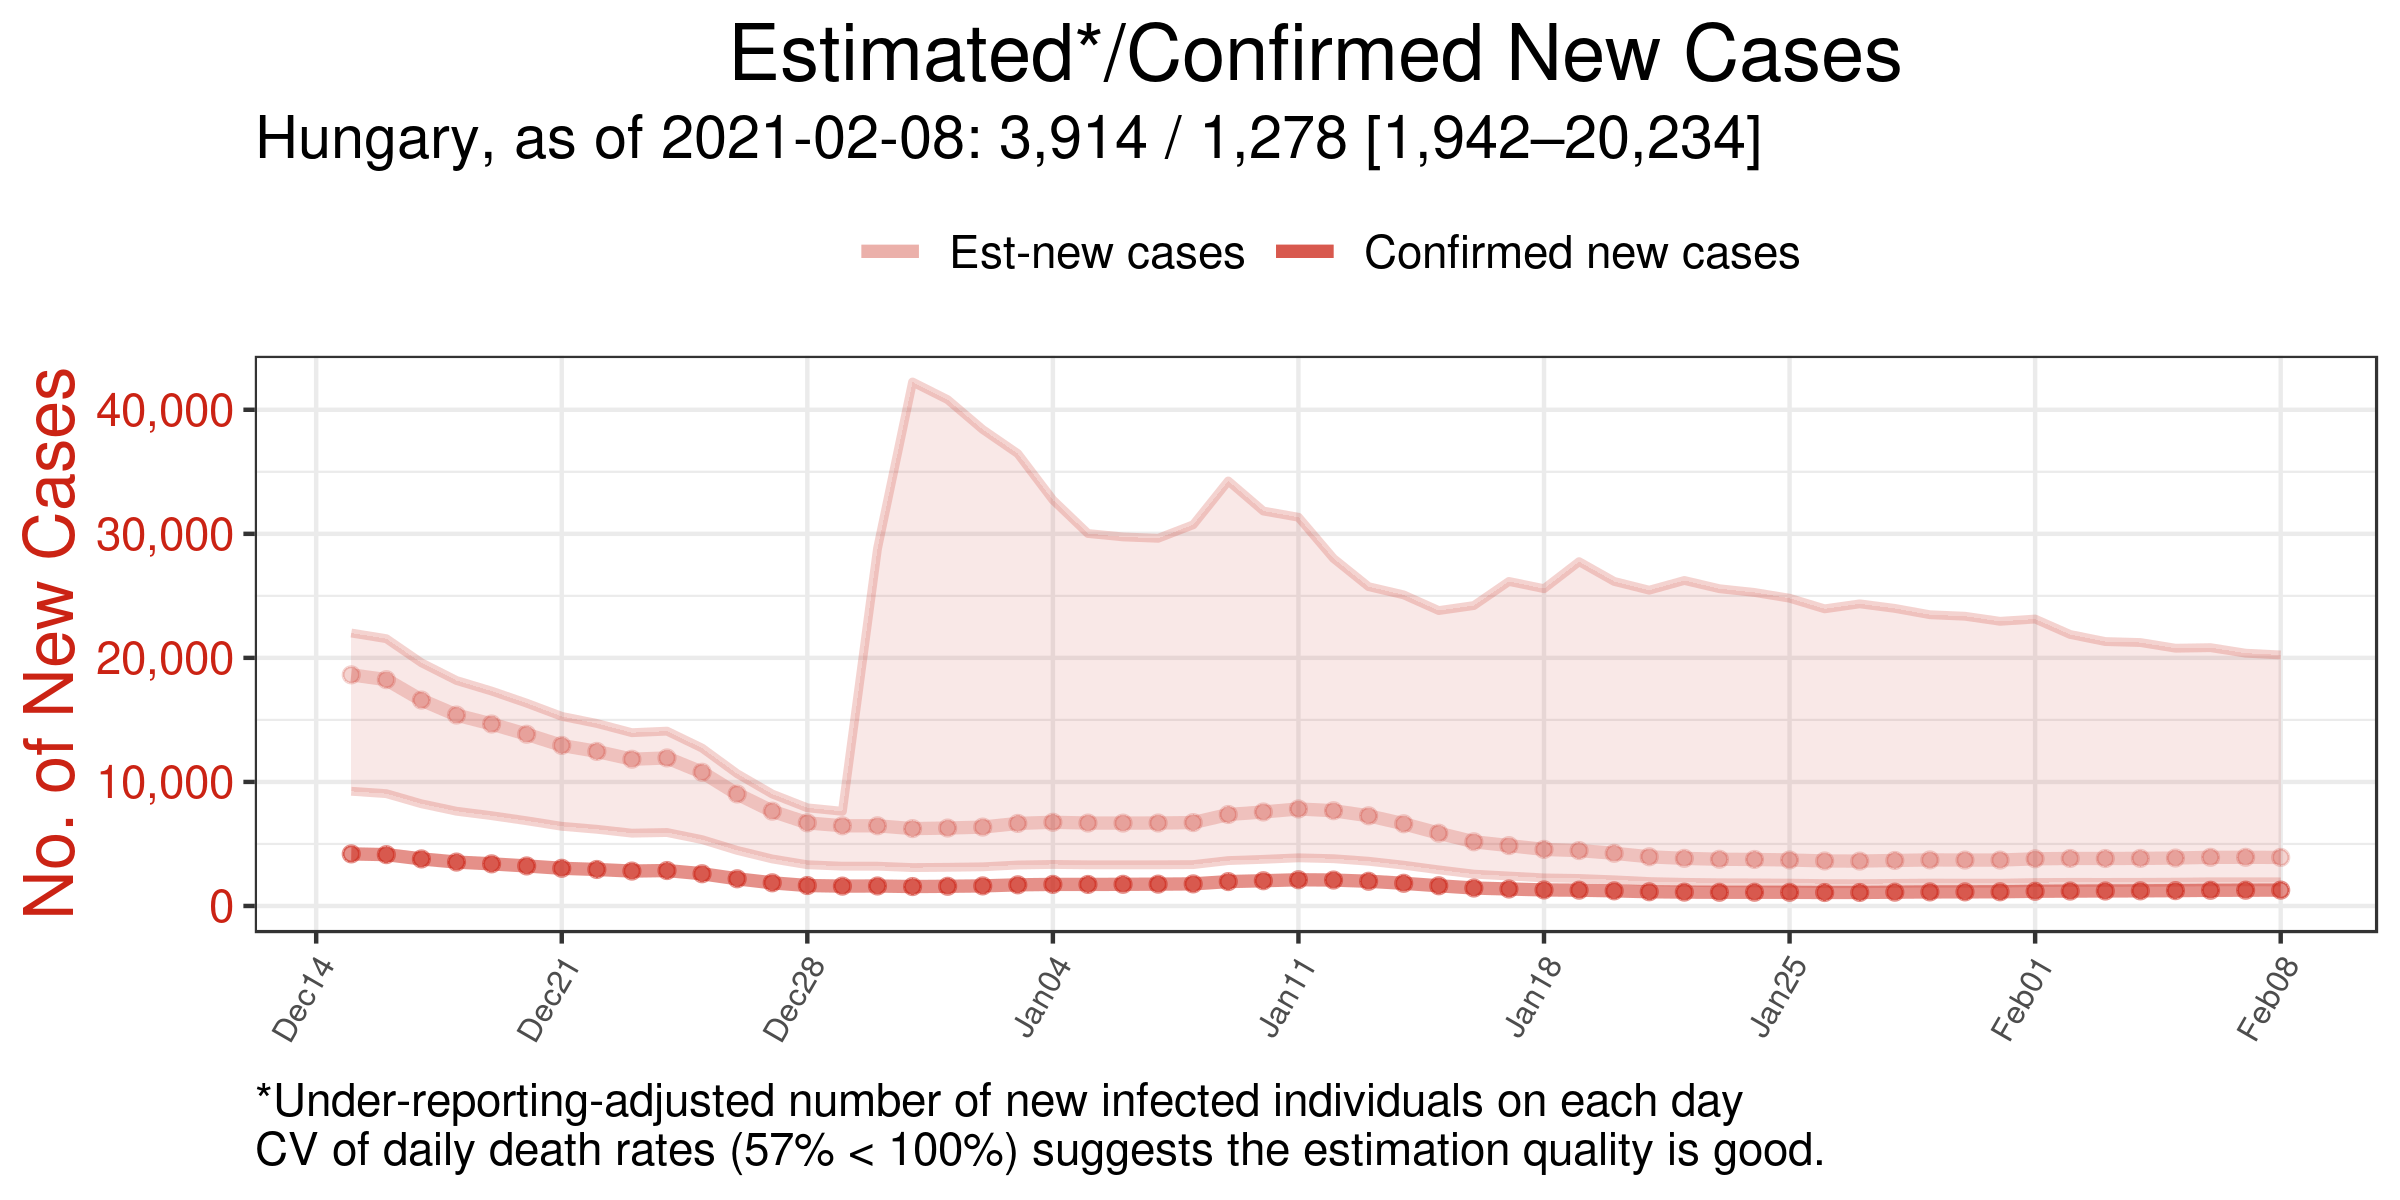 Estimated*/Confirmed New Cases
Hungary, as of 2021-02-08: 3,914 / 1,278 [1,942–20,234]
Est-new cases
Confirmed new cases
No. of New Cases
40,000
30,000
20,000
10,000
0
Dec14
Dec21
Dec28
Jan04
Jan11
Jan18
Jan25
Feb01
Feb08
*Under-reporting-adjusted number of new infected individuals on each day
CV of daily death rates (57% < 100%) suggests the estimation quality is good.